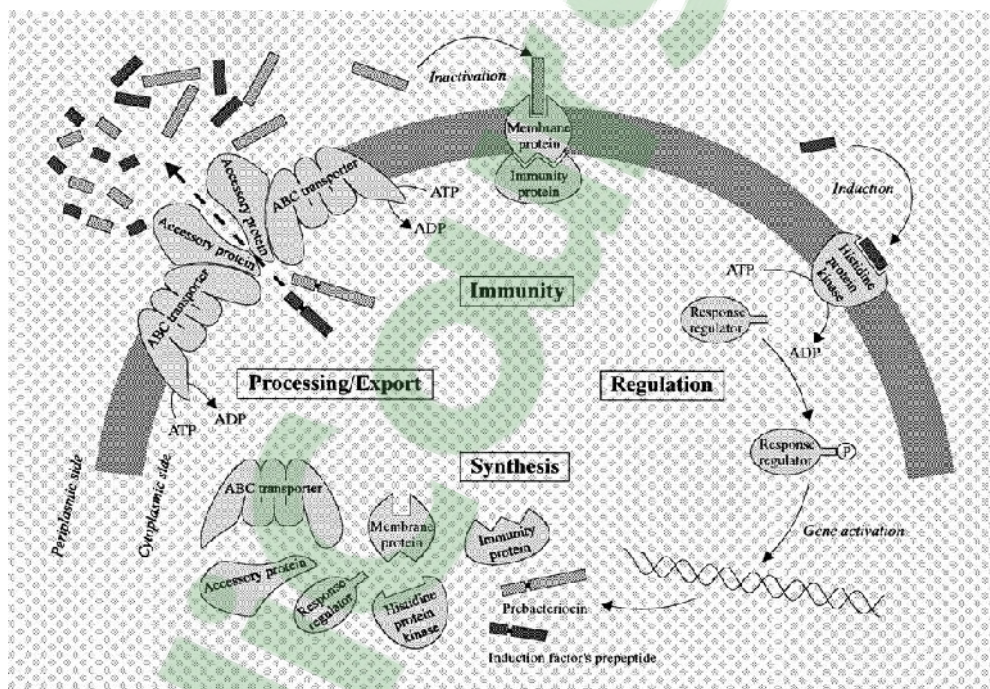 Inactivation
Membrane
protein
Immunity
protein
Induction
Histidine
protein
kinase
ATP
ADP
Response
regulator
Accessory protein
ABC transporter
ATP
ADP
Accessory protein
ABC transporter
ATP
ADP
Immunity
Processing/Export
Regulation
Synthesis
Response
regulator
P
Gene activation
Periplasmic side
Cytoplasmic side
ABC transporter
Membrane
protein
Immunity
protein
Accessory protein
Response
regulator
Histidine
protein
kinase
Probacteriocin
Induction factor's prepeptide